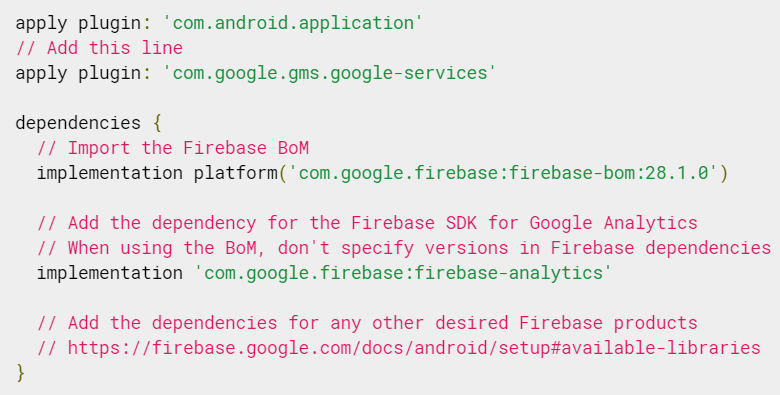 apply plugin: 'com.android.application'
// Add this line
apply plugin: 'com.google.gms.google-services'

dependencies {
  // Import the Firebase BoM
  implementation platform('com.google.firebase:firebase-bom:28.1.0')

  // Add the dependency for the Firebase SDK for Google Analytics
  // When using the BoM, don't specify versions in Firebase dependencies
  implementation 'com.google.firebase:firebase-analytics'

  // Add the dependencies for any other desired Firebase products
  // https://firebase.google.com/docs/android/setup#available-libraries
}